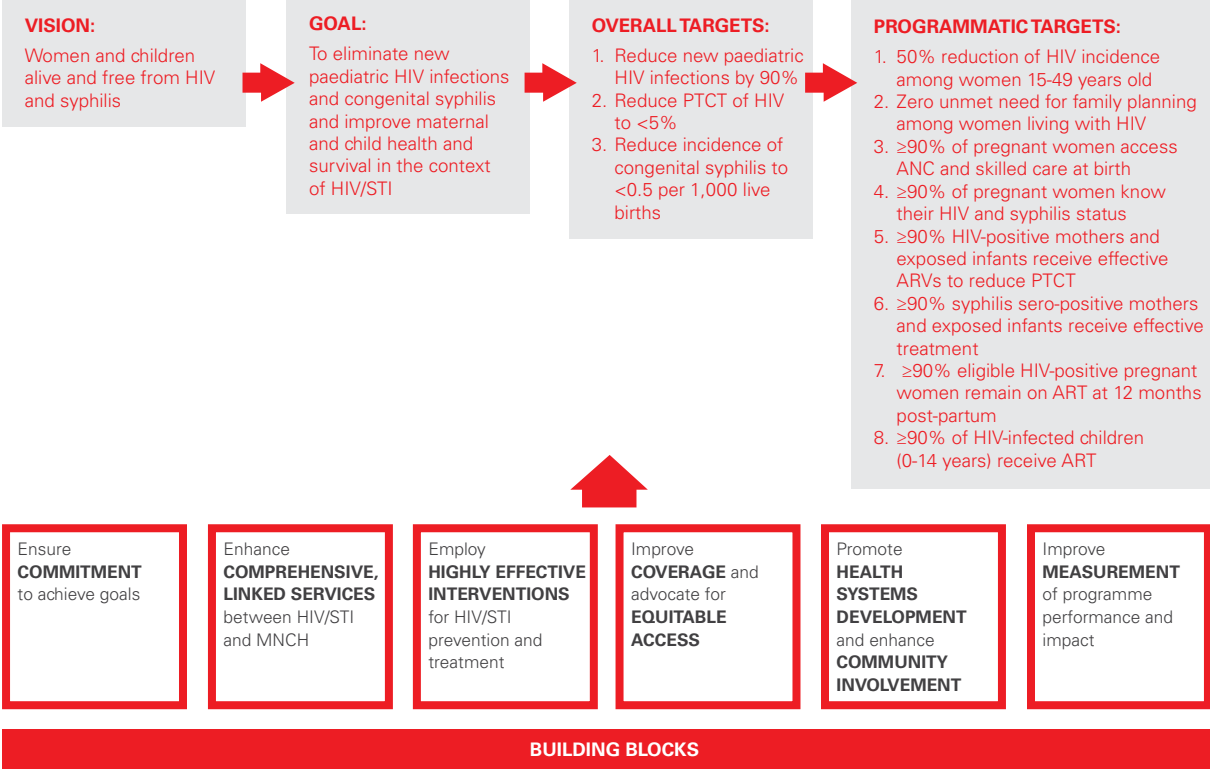 VISION:
Women and children
alive and free from HIV
and syphilis
GOAL:
To eliminate new
paediatric HIV infections
and congenital syphilis
and improve maternal
and child health and
survival in the context
of HIV/STI
OVERALL TARGETS:
1. Reduce new paediatric
HIV infections by 90%
2. Reduce PTCT of HIV
to <5%
3. Reduce incidence of
congenital syphilis to
<0.5 per 1,000 live
births
PROGRAMMATIC TARGETS:
1. 50% reduction of HIV incidence
among women 15-49 years old
2. Zero unmet need for family planning
among women living with HIV
3. ≥90% of pregnant women access
ANC and skilled care at birth
4. ≥90% of pregnant women know
their HIV and syphilis status
5. ≥90% HIV-positive mothers and
exposed infants receive effective
ARVs to reduce PTCT
6. ≥90% syphilis sero-positive mothers
and exposed infants receive effective
treatment
7. ≥90% eligible HIV-positive pregnant
women remain on ART at 12 months
post-partum
8. ≥90% of HIV-infected children
(0-14 years) receive ART
Ensure
COMMITMENT
to achieve goals
Enhance
COMPREHENSIVE,
LINKED SERVICES
between HIV/STI
and MNCH
Employ
HIGHLY EFFECTIVE
INTERVENTIONS
for HIV/STI
prevention and
treatment
Improve
COVERAGE and
advocate for
EQUITABLE
ACCESS
Promote
HEALTH
SYSTEMS
DEVELOPMENT
and enhance
COMMUNITY
INVOLVEMENT
Improve
MEASUREMENT
of programme
performance and
impact
BUILDING BLOCKS